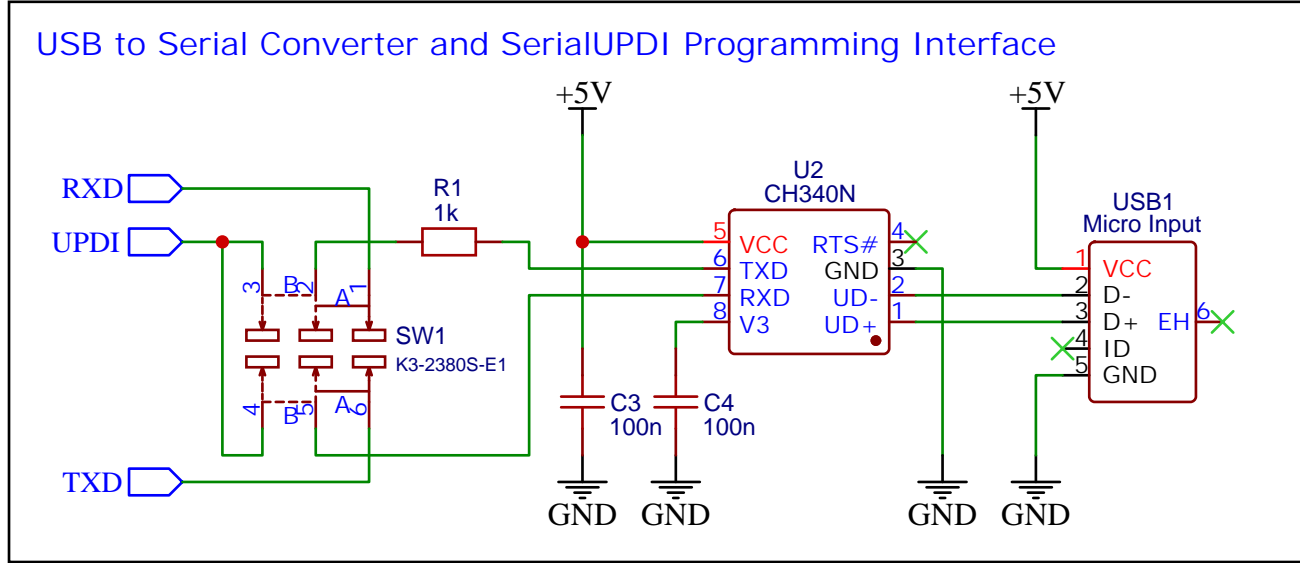 USB to Serial Converter and SerialUPDI Programming Interface
+5V
+5V
RXD
R1
1k
U2
CH340N
USB1
Micro Input
UPDI
5 VCC RTS# 4
6 TXD GND 3
7 RXD UD- 2
8 V3 UD+ 1
1 VCC
2 D-
3 D+ EH 6
4 ID
5 GND
3 B 2 A 1
SW1
K3-2380S-E1
4 B 5 A 6
C3
100n
C4
100n
TXD
GND
GND
GND
GND